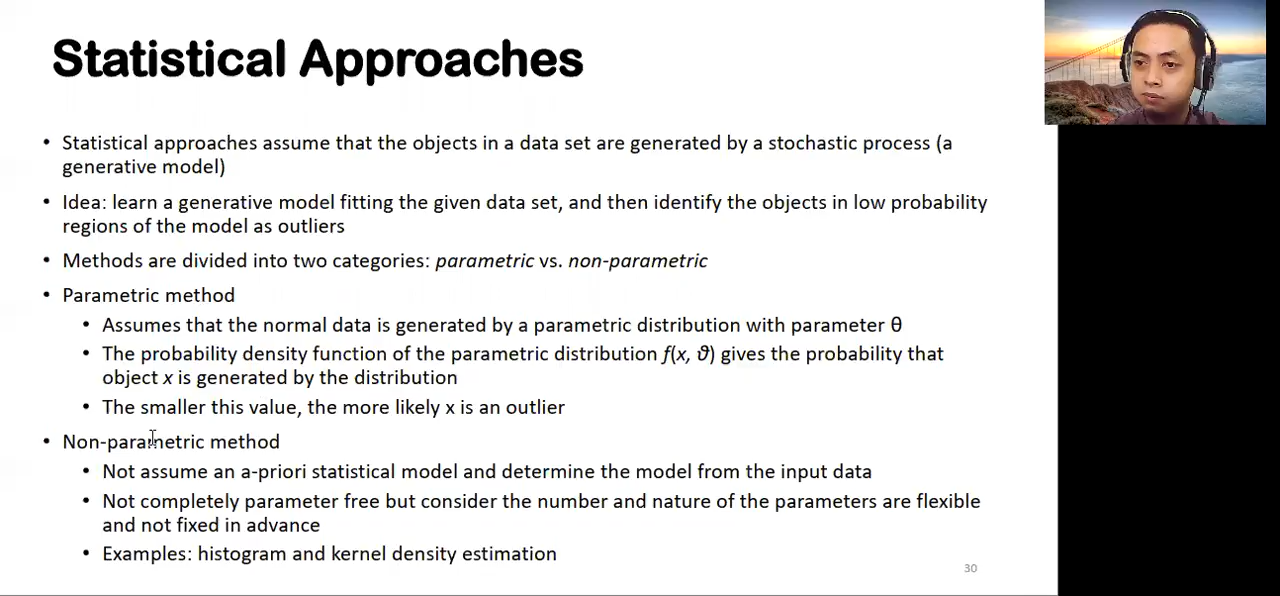 Statistical Approaches
• Statistical approaches assume that the objects in a data set are generated by a stochastic process (a
generative model)
• Idea: learn a generative model fitting the given data set, and then identify the objects in low probability
regions of the model as outliers
• Methods are divided into two categories: parametric vs. non-parametric
• Parametric method
• Assumes that the normal data is generated by a parametric distribution with parameter θ
• The probability density function of the parametric distribution f(x, ϑ) gives the probability that
object x is generated by the distribution
• The smaller this value, the more likely x is an outlier
• Non-parametric method
• Not assume an a-priori statistical model and determine the model from the input data
• Not completely parameter free but consider the number and nature of the parameters are flexible
and not fixed in advance
• Examples: histogram and kernel density estimation
30